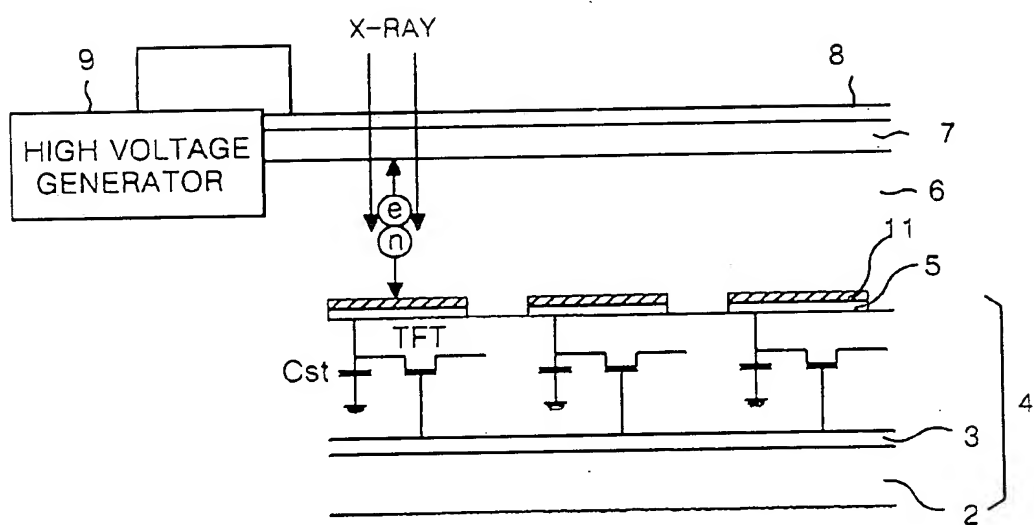 X-RAY
9
8
HIGH VOLTAGE
GENERATOR
7
6
e
n
11
5
TFT
Cst
4
3
2